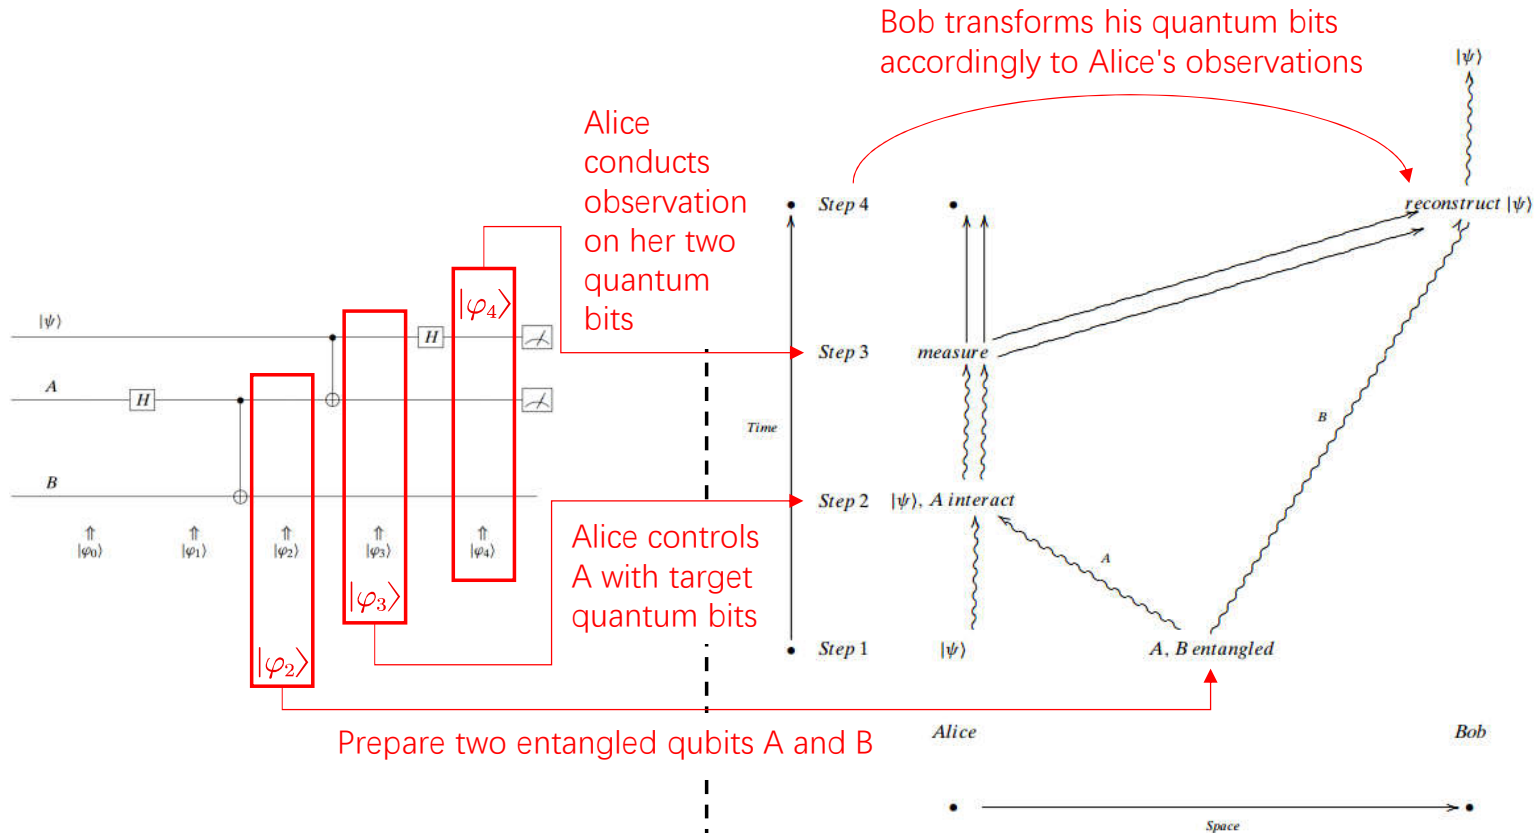 Bob transforms his quantum bits
accordingly to Alice's observations
|ψ⟩
Alice
conducts
observation
on her two
quantum
bits
Step 4
reconstruct |ψ⟩
|φ₄⟩
|ψ⟩
H
Step 3
measure
A
H
Time
B
B
Step 2
|ψ⟩, A interact
⇑
|φ₀⟩
⇑
|φ₁⟩
⇑
|φ₂⟩
⇑
|φ₃⟩
⇑
|φ₄⟩
Alice controls
A with target
quantum bits
A
|φ₃⟩
|φ₂⟩
Step 1
|ψ⟩
A, B entangled
Prepare two entangled qubits A and B
Alice
Bob
Space